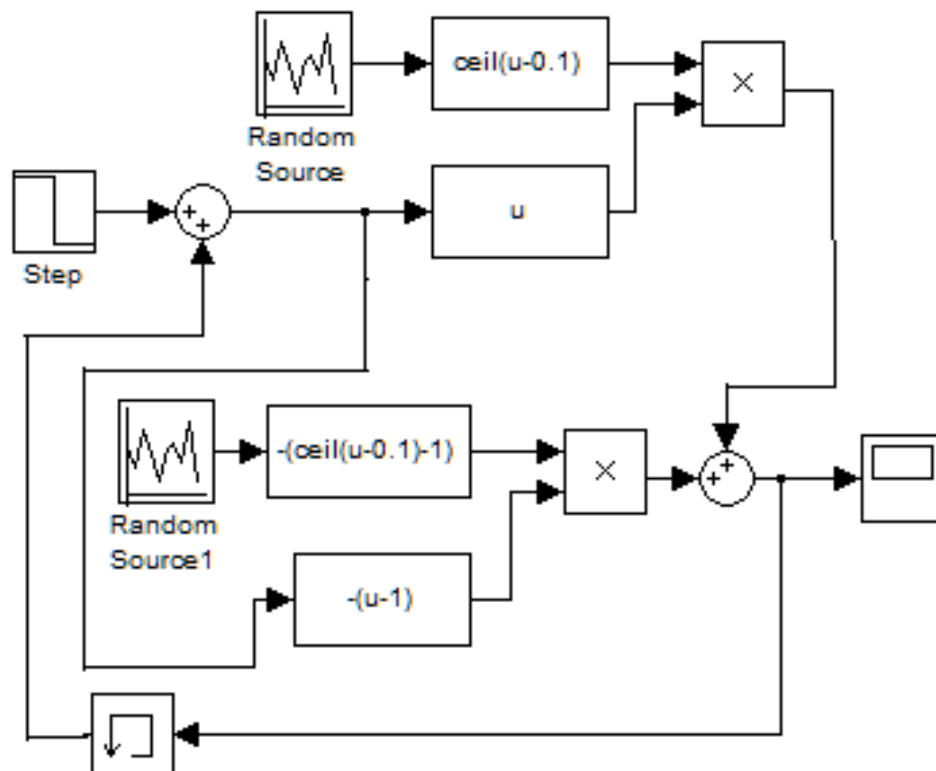 ceil(u-0.1)
×
Random
Source
u
+
+
Step
-(ceil(u-0.1)-1)
×
+
+
Random
Source1
-(u-1)